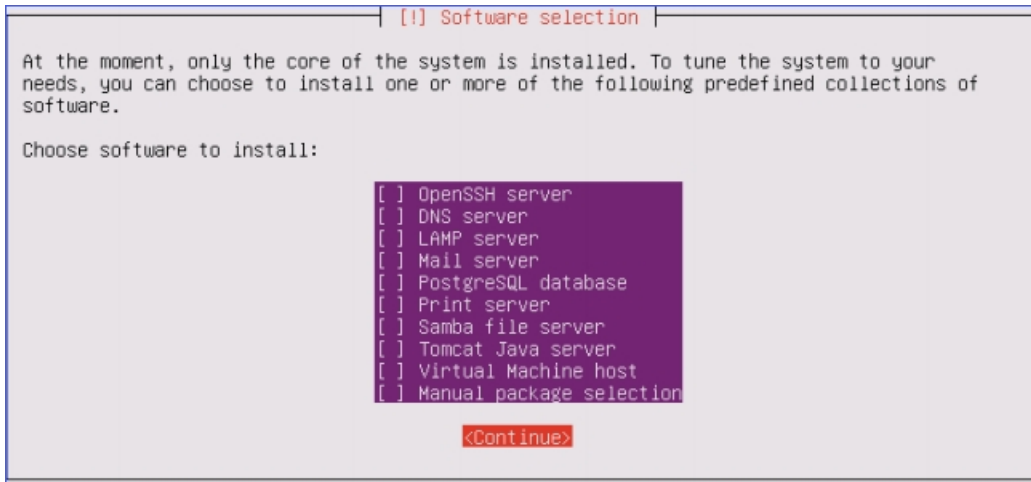 [!] Software selection
At the moment, only the core of the system is installed. To tune the system to your
needs, you can choose to install one or more of the following predefined collections of
software.
Choose software to install:
[ ] OpenSSH server
[ ] DNS server
[ ] LAMP server
[ ] Mail server
[ ] PostgreSQL database
[ ] Print server
[ ] Samba file server
[ ] Tomcat Java server
[ ] Virtual Machine host
[ ] Manual package selection
<Continue>